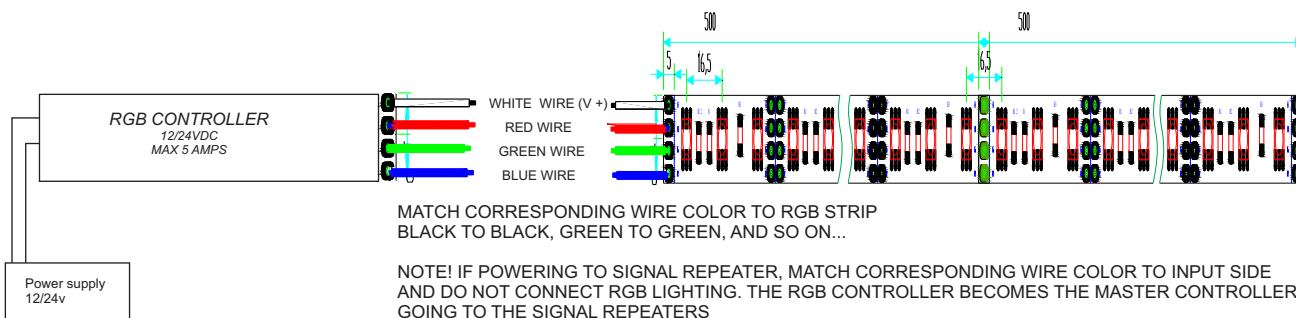 500
500
5
16,5
16,5
RGB CONTROLLER
12/24VDC
MAX 5 AMPS
WHITE WIRE (V +)
RED WIRE
GREEN WIRE
BLUE WIRE
MATCH CORRESPONDING WIRE COLOR TO RGB STRIP
BLACK TO BLACK, GREEN TO GREEN, AND SO ON...
NOTE! IF POWERING TO SIGNAL REPEATER, MATCH CORRESPONDING WIRE COLOR TO INPUT SIDE
AND DO NOT CONNECT RGB LIGHTING. THE RGB CONTROLLER BECOMES THE MASTER CONTROLLER
GOING TO THE SIGNAL REPEATERS
Power supply
12/24v